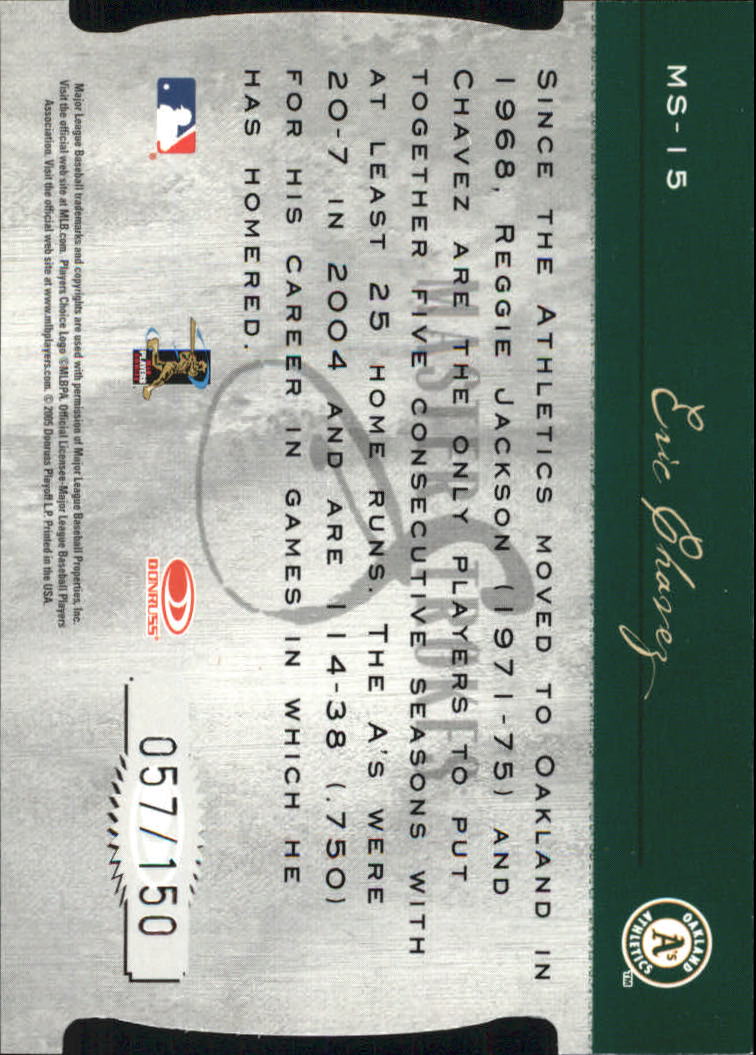 MS-15
Eric Chavez
OAKLAND
A's
ATHLETICS
TM
MASTER STROKES
SINCE THE ATHLETICS MOVED TO OAKLAND IN
1968, REGGIE JACKSON (1971-75) AND
CHAVEZ ARE THE ONLY PLAYERS TO PUT
TOGETHER FIVE CONSECUTIVE SEASONS WITH
AT LEAST 25 HOME RUNS. THE A'S WERE
20-7 IN 2004 AND ARE 114-38 (.750)
FOR HIS CAREER IN GAMES IN WHICH HE
HAS HOMERED.
PLAYERS
CHOICE
DONRUSS®
057/150
Major League Baseball trademarks and copyrights are used with permission of Major League Baseball Properties, Inc.
Visit the official web site at MLB.com. Players Choice Logo ©MLBPA. Official Licensee-Major League Baseball Players
Association. Visit the official web site at www.mlbplayers.com. © 2005 Donruss Playoff L.P. Printed in the USA.